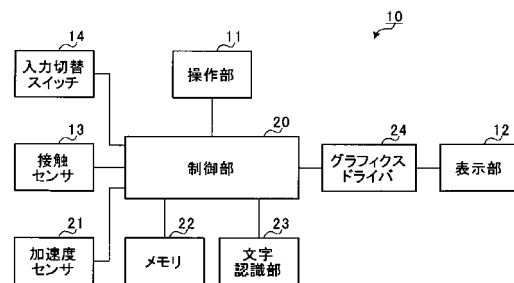 10
14
入力切替
スイッチ
11
操作部
13
接触
センサ
20
制御部
24
グラフィクス
ドライバ
12
表示部
21
加速度
センサ
22
メモリ
23
文字
認識部